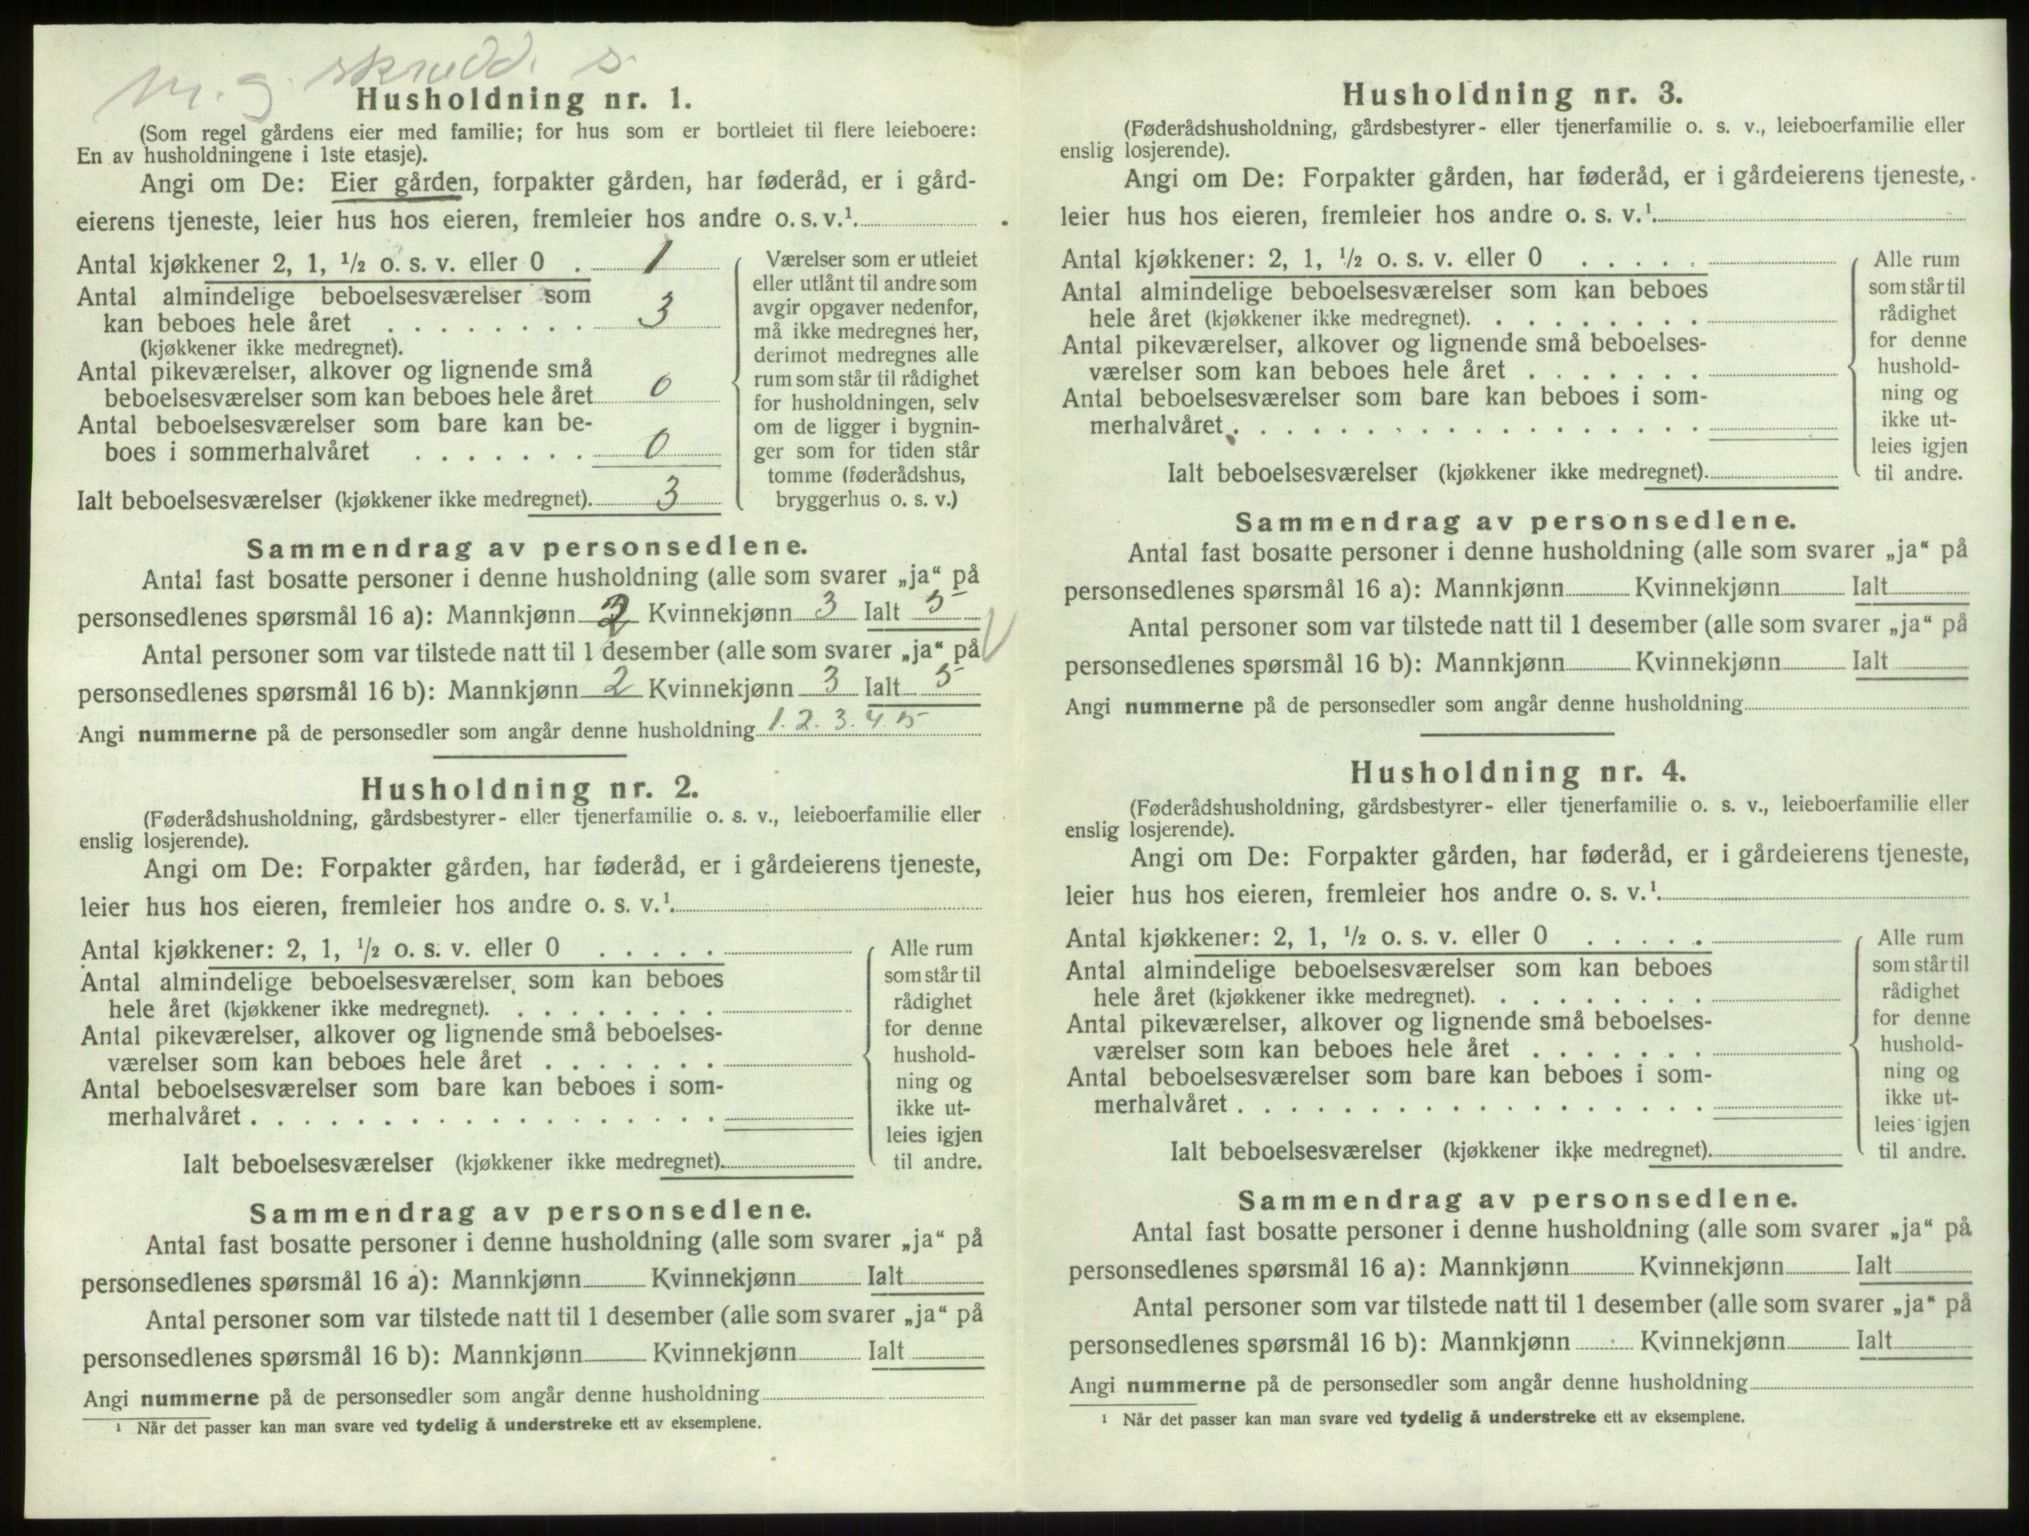 m. g. skredd. s.
Husholdning nr. 1.
(Som regel gårdens eier med familie; for hus som er bortleiet til flere leieboere:
En av husholdningene i 1ste etasje).
Angi om De: Eier gården, forpakter gården, har føderåd, er i gård-
eierens tjeneste, leier hus hos eieren, fremleier hos andre o. s. v.¹
Antal kjøkkener 2, 1, ½ o. s. v. eller 0 . 1
Antal almindelige beboelsesværelser som
kan beboes hele året . . . . . . . . 3
(kjøkkener ikke medregnet).
Antal pikeværelser, alkover og lignende små
beboelsesværelser som kan beboes hele året 0
Antal beboelsesværelser som bare kan be-
boes i sommerhalvåret . . . . . . . 0
Ialt beboelsesværelser (kjøkkener ikke medregnet). 3
Værelser som er utleiet
eller utlånt til andre som
avgir opgaver nedenfor,
må ikke medregnes her,
derimot medregnes alle
rum som står til rådighet
for husholdningen, selv
om de ligger i bygnin-
ger som for tiden står
tomme (føderådshus,
bryggerhus o. s. v.)
Sammendrag av personsedlene.
Antal fast bosatte personer i denne husholdning (alle som svarer „ja“ på
personsedlenes spørsmål 16 a): Mannkjønn 2 Kvinnekjønn 3 Ialt 5
Antal personer som var tilstede natt til 1 desember (alle som svarer „ja“ på
personsedlenes spørsmål 16 b): Mannkjønn 2 Kvinnekjønn 3 Ialt 5
Angi nummerne på de personsedler som angår denne husholdning 1. 2. 3. 4. 5
Husholdning nr. 2.
(Føderådshusholdning, gårdsbestyrer- eller tjenerfamilie o. s. v., leieboerfamilie eller
enslig losjerende).
Angi om De: Forpakter gården, har føderåd, er i gårdeierens tjeneste,
leier hus hos eieren, fremleier hos andre o. s. v.¹
Antal kjøkkener: 2, 1, ½ o. s. v. eller 0 . . . . .
Antal almindelige beboelsesværelser som kan beboes
hele året (kjøkkener ikke medregnet). . . . . . . . .
Antal pikeværelser, alkover og lignende små beboelses-
værelser som kan beboes hele året . . . . . . .
Antal beboelsesværelser som bare kan beboes i som-
merhalvåret . . . . . . . . . . . . . . . . . .
Ialt beboelsesværelser (kjøkkener ikke medregnet).
Alle rum
som står til
rådighet
for denne
hushold-
ning og
ikke ut-
leies igjen
til andre.
Sammendrag av personsedlene.
Antal fast bosatte personer i denne husholdning (alle som svarer „ja“ på
personsedlenes spørsmål 16 a): Mannkjønn Kvinnekjønn Ialt
Antal personer som var tilstede natt til 1 desember (alle som svarer „ja“ på
personsedlenes spørsmål 16 b): Mannkjønn Kvinnekjønn Ialt
Angi nummerne på de personsedler som angår denne husholdning
¹ Når det passer kan man svare ved tydelig å understreke ett av eksemplene.
Husholdning nr. 3.
(Føderådshusholdning, gårdsbestyrer- eller tjenerfamilie o. s. v., leieboerfamilie eller
enslig losjerende).
Angi om De: Forpakter gården, har føderåd, er i gårdeierens tjeneste,
leier hus hos eieren, fremleier hos andre o. s. v.¹
Antal kjøkkener: 2, 1, ½ o. s. v. eller 0 . . . . .
Antal almindelige beboelsesværelser som kan beboes
hele året (kjøkkener ikke medregnet). . . . . . . . .
Antal pikeværelser, alkover og lignende små beboelses-
værelser som kan beboes hele året . . . . . . .
Antal beboelsesværelser som bare kan beboes i som-
merhalvåret . . . . . . . . . . . . . . . . . .
Ialt beboelsesværelser (kjøkkener ikke medregnet).
Alle rum
som står til
rådighet
for denne
hushold-
ning og
ikke ut-
leies igjen
til andre.
Sammendrag av personsedlene.
Antal fast bosatte personer i denne husholdning (alle som svarer „ja“ på
personsedlenes spørsmål 16 a): Mannkjønn Kvinnekjønn Ialt
Antal personer som var tilstede natt til 1 desember (alle som svarer „ja“ på
personsedlenes spørsmål 16 b): Mannkjønn Kvinnekjønn Ialt
Angi nummerne på de personsedler som angår denne husholdning
Husholdning nr. 4.
(Føderådshusholdning, gårdsbestyrer- eller tjenerfamilie o. s. v., leieboerfamilie eller
enslig losjerende).
Angi om De: Forpakter gården, har føderåd, er i gårdeierens tjeneste,
leier hus hos eieren, fremleier hos andre o. s. v.¹
Antal kjøkkener: 2, 1, ½ o. s. v. eller 0 . . . . .
Antal almindelige beboelsesværelser som kan beboes
hele året (kjøkkener ikke medregnet). . . . . . . . .
Antal pikeværelser, alkover og lignende små beboelses-
værelser som kan beboes hele året . . . . . . .
Antal beboelsesværelser som bare kan beboes i som-
merhalvåret . . . . . . . . . . . . . . . . . .
Ialt beboelsesværelser (kjøkkener ikke medregnet).
Alle rum
som står til
rådighet
for denne
hushold-
ning og
ikke ut-
leies igjen
til andre.
Sammendrag av personsedlene.
Antal fast bosatte personer i denne husholdning (alle som svarer „ja“ på
personsedlenes spørsmål 16 a): Mannkjønn Kvinnekjønn Ialt
Antal personer som var tilstede natt til 1 desember (alle som svarer „ja“ på
personsedlenes spørsmål 16 b): Mannkjønn Kvinnekjønn Ialt
Angi nummerne på de personsedler som angår denne husholdning
¹ Når det passer kan man svare ved tydelig å understreke ett av eksemplene.